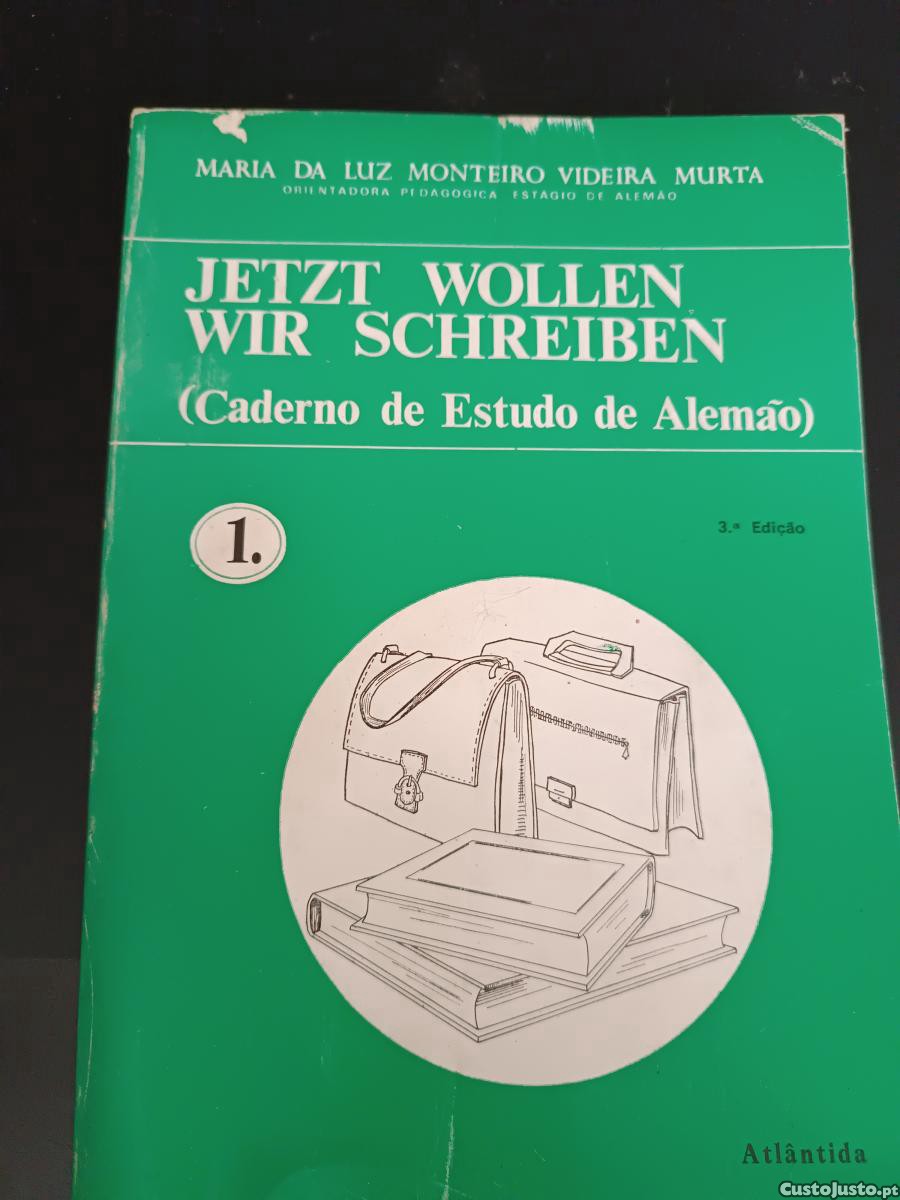 MARIA DA LUZ MONTEIRO VIDEIRA MURTA
ORIENTADORA PEDAGOGICA ESTAGIO DE ALEMÃO
JETZT WOLLEN
WIR SCHREIBEN
(Caderno de Estudo de Alemão)
1.
3.ª Edição
Atlântida
CustoJusto.pt